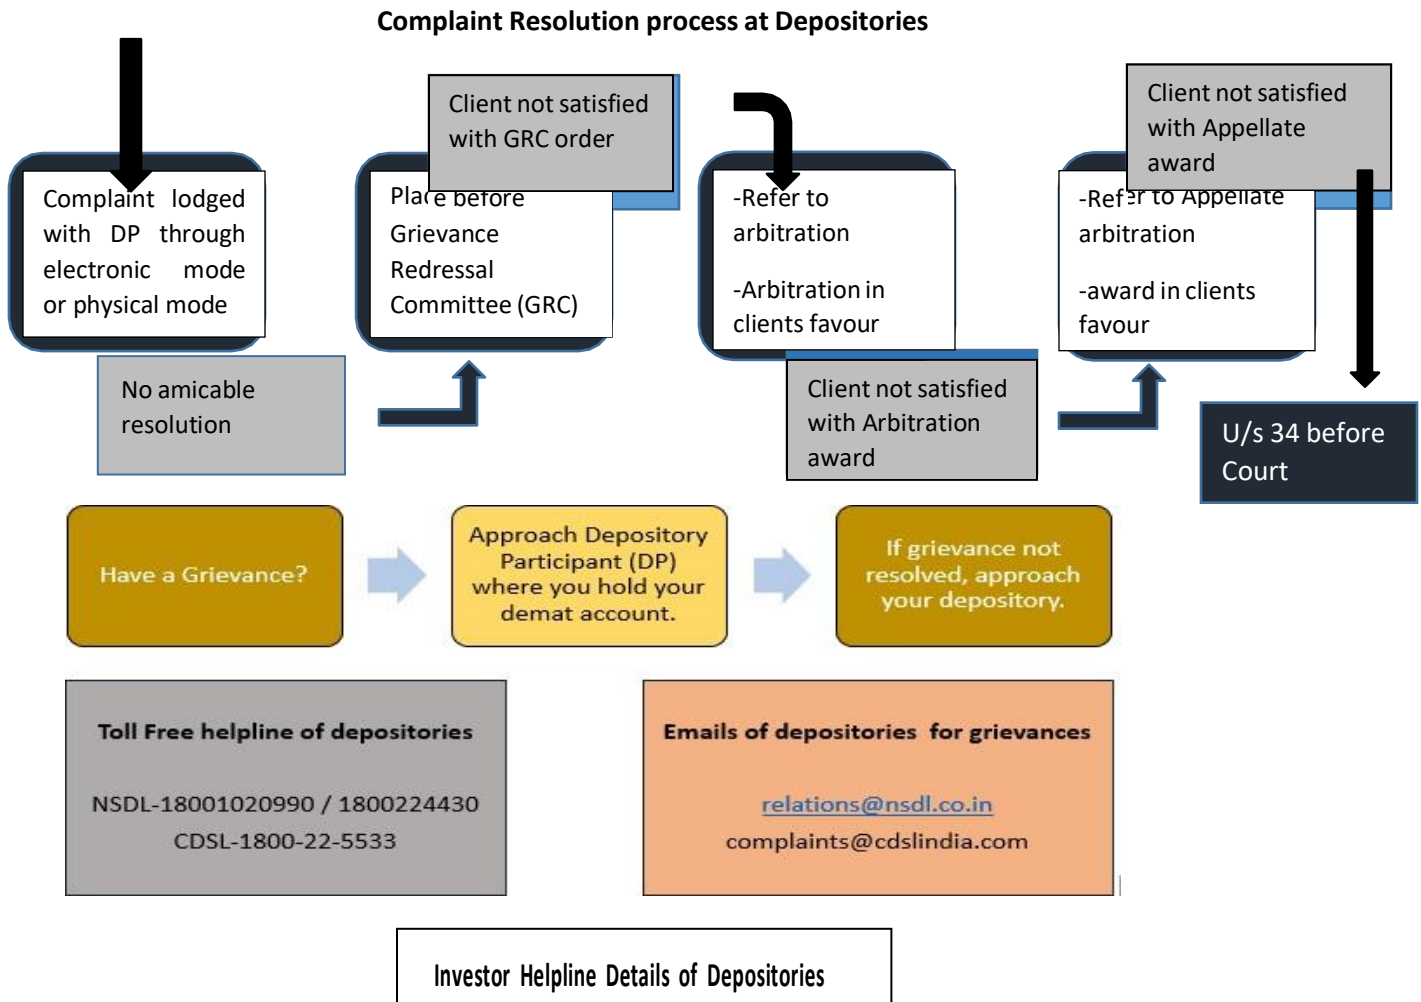 Complaint Resolution process at Depositories
Complaint lodged
with DP through
electronic mode
or physical mode
No amicable
resolution
Place before
Grievance
Redressal
Committee (GRC)
Client not satisfied
with GRC order
-Refer to
arbitration
-Arbitration in
clients favour
Client not satisfied
with Arbitration
award
-Refer to Appellate
arbitration
-award in clients
favour
Client not satisfied
with Appellate
award
U/s 34 before
Court
Have a Grievance?
Approach Depository
Participant (DP)
where you hold your
demat account.
If grievance not
resolved, approach
your depository.
Toll Free helpline of depositories
NSDL-18001020990 / 1800224430
CDSL-1800-22-5533
Emails of depositories for grievances
relations@nsdl.co.in
complaints@cdslindia.com
Investor Helpline Details of Depositories